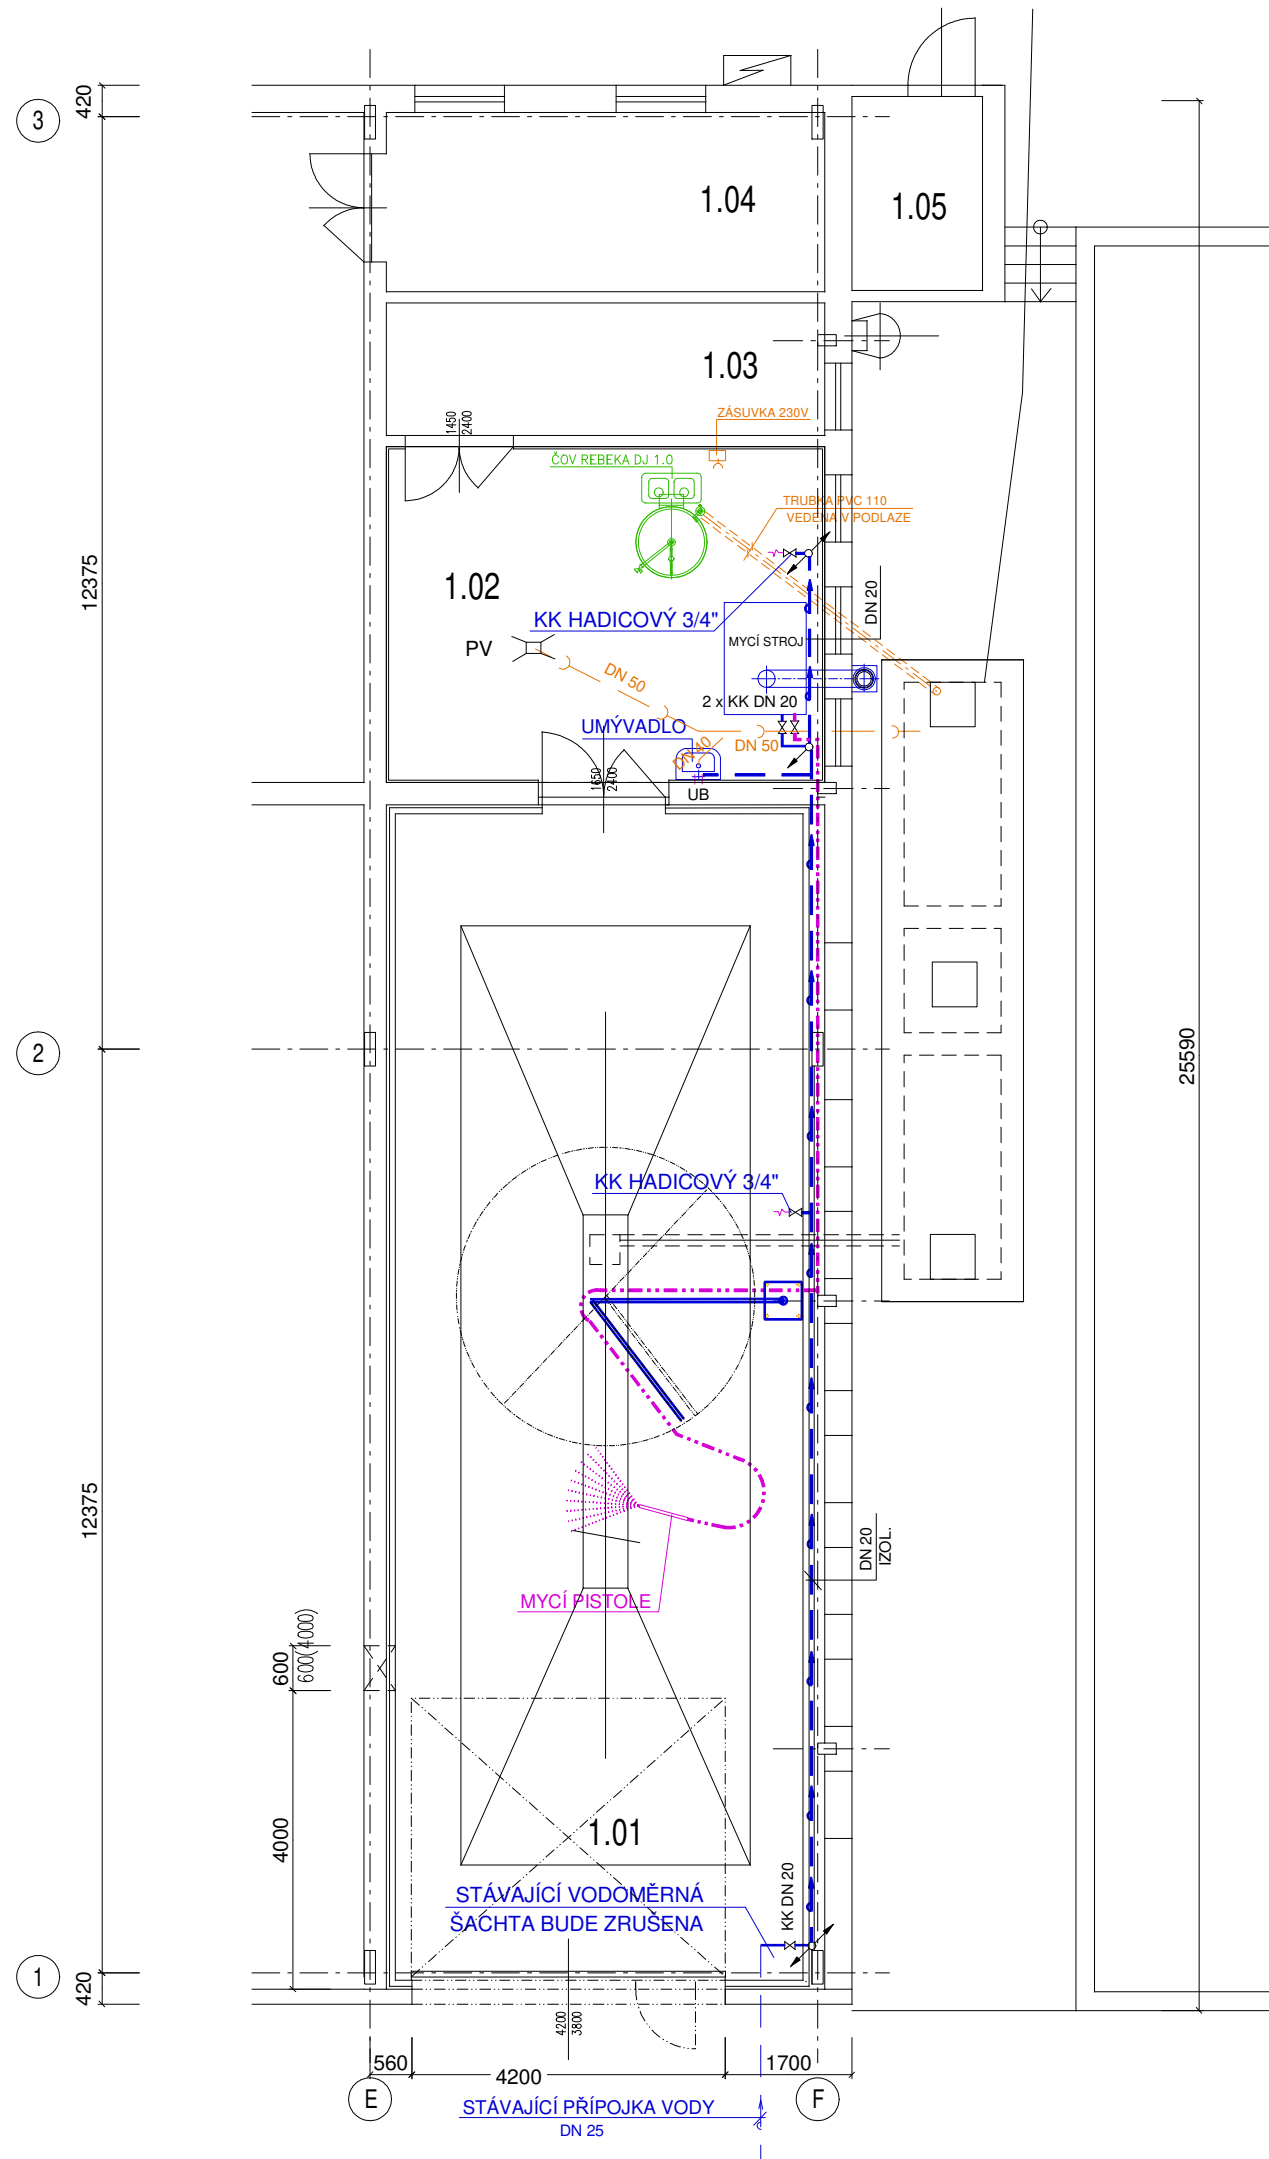 420
3
1.04
1.05
1.03
1450
2400
ZÁSUVKA 230V
ČOV REBEKA DJ 1.0
TRUBKA PVC 110
VEDENA V PODLAZE
12375
1.02
KK HADICOVÝ 3/4"
DN 20
MYCÍ STROJ
PV
DN 50
2 x KK DN 20
UMÝVADLO
DN 40
DN 50
1650
2400
UB
2
25590
KK HADICOVÝ 3/4"
12375
DN 20
IZOL.
MYCÍ PISTOLE
600
600(4000)
4000
1.01
STÁVAJÍCÍ VODOMĚRNÁ
ŠACHTA BUDE ZRUŠENA
KK DN 20
1
420
4200
3800
560
4200
1700
E
F
STÁVAJÍCÍ PŘÍPOJKA VODY
DN 25